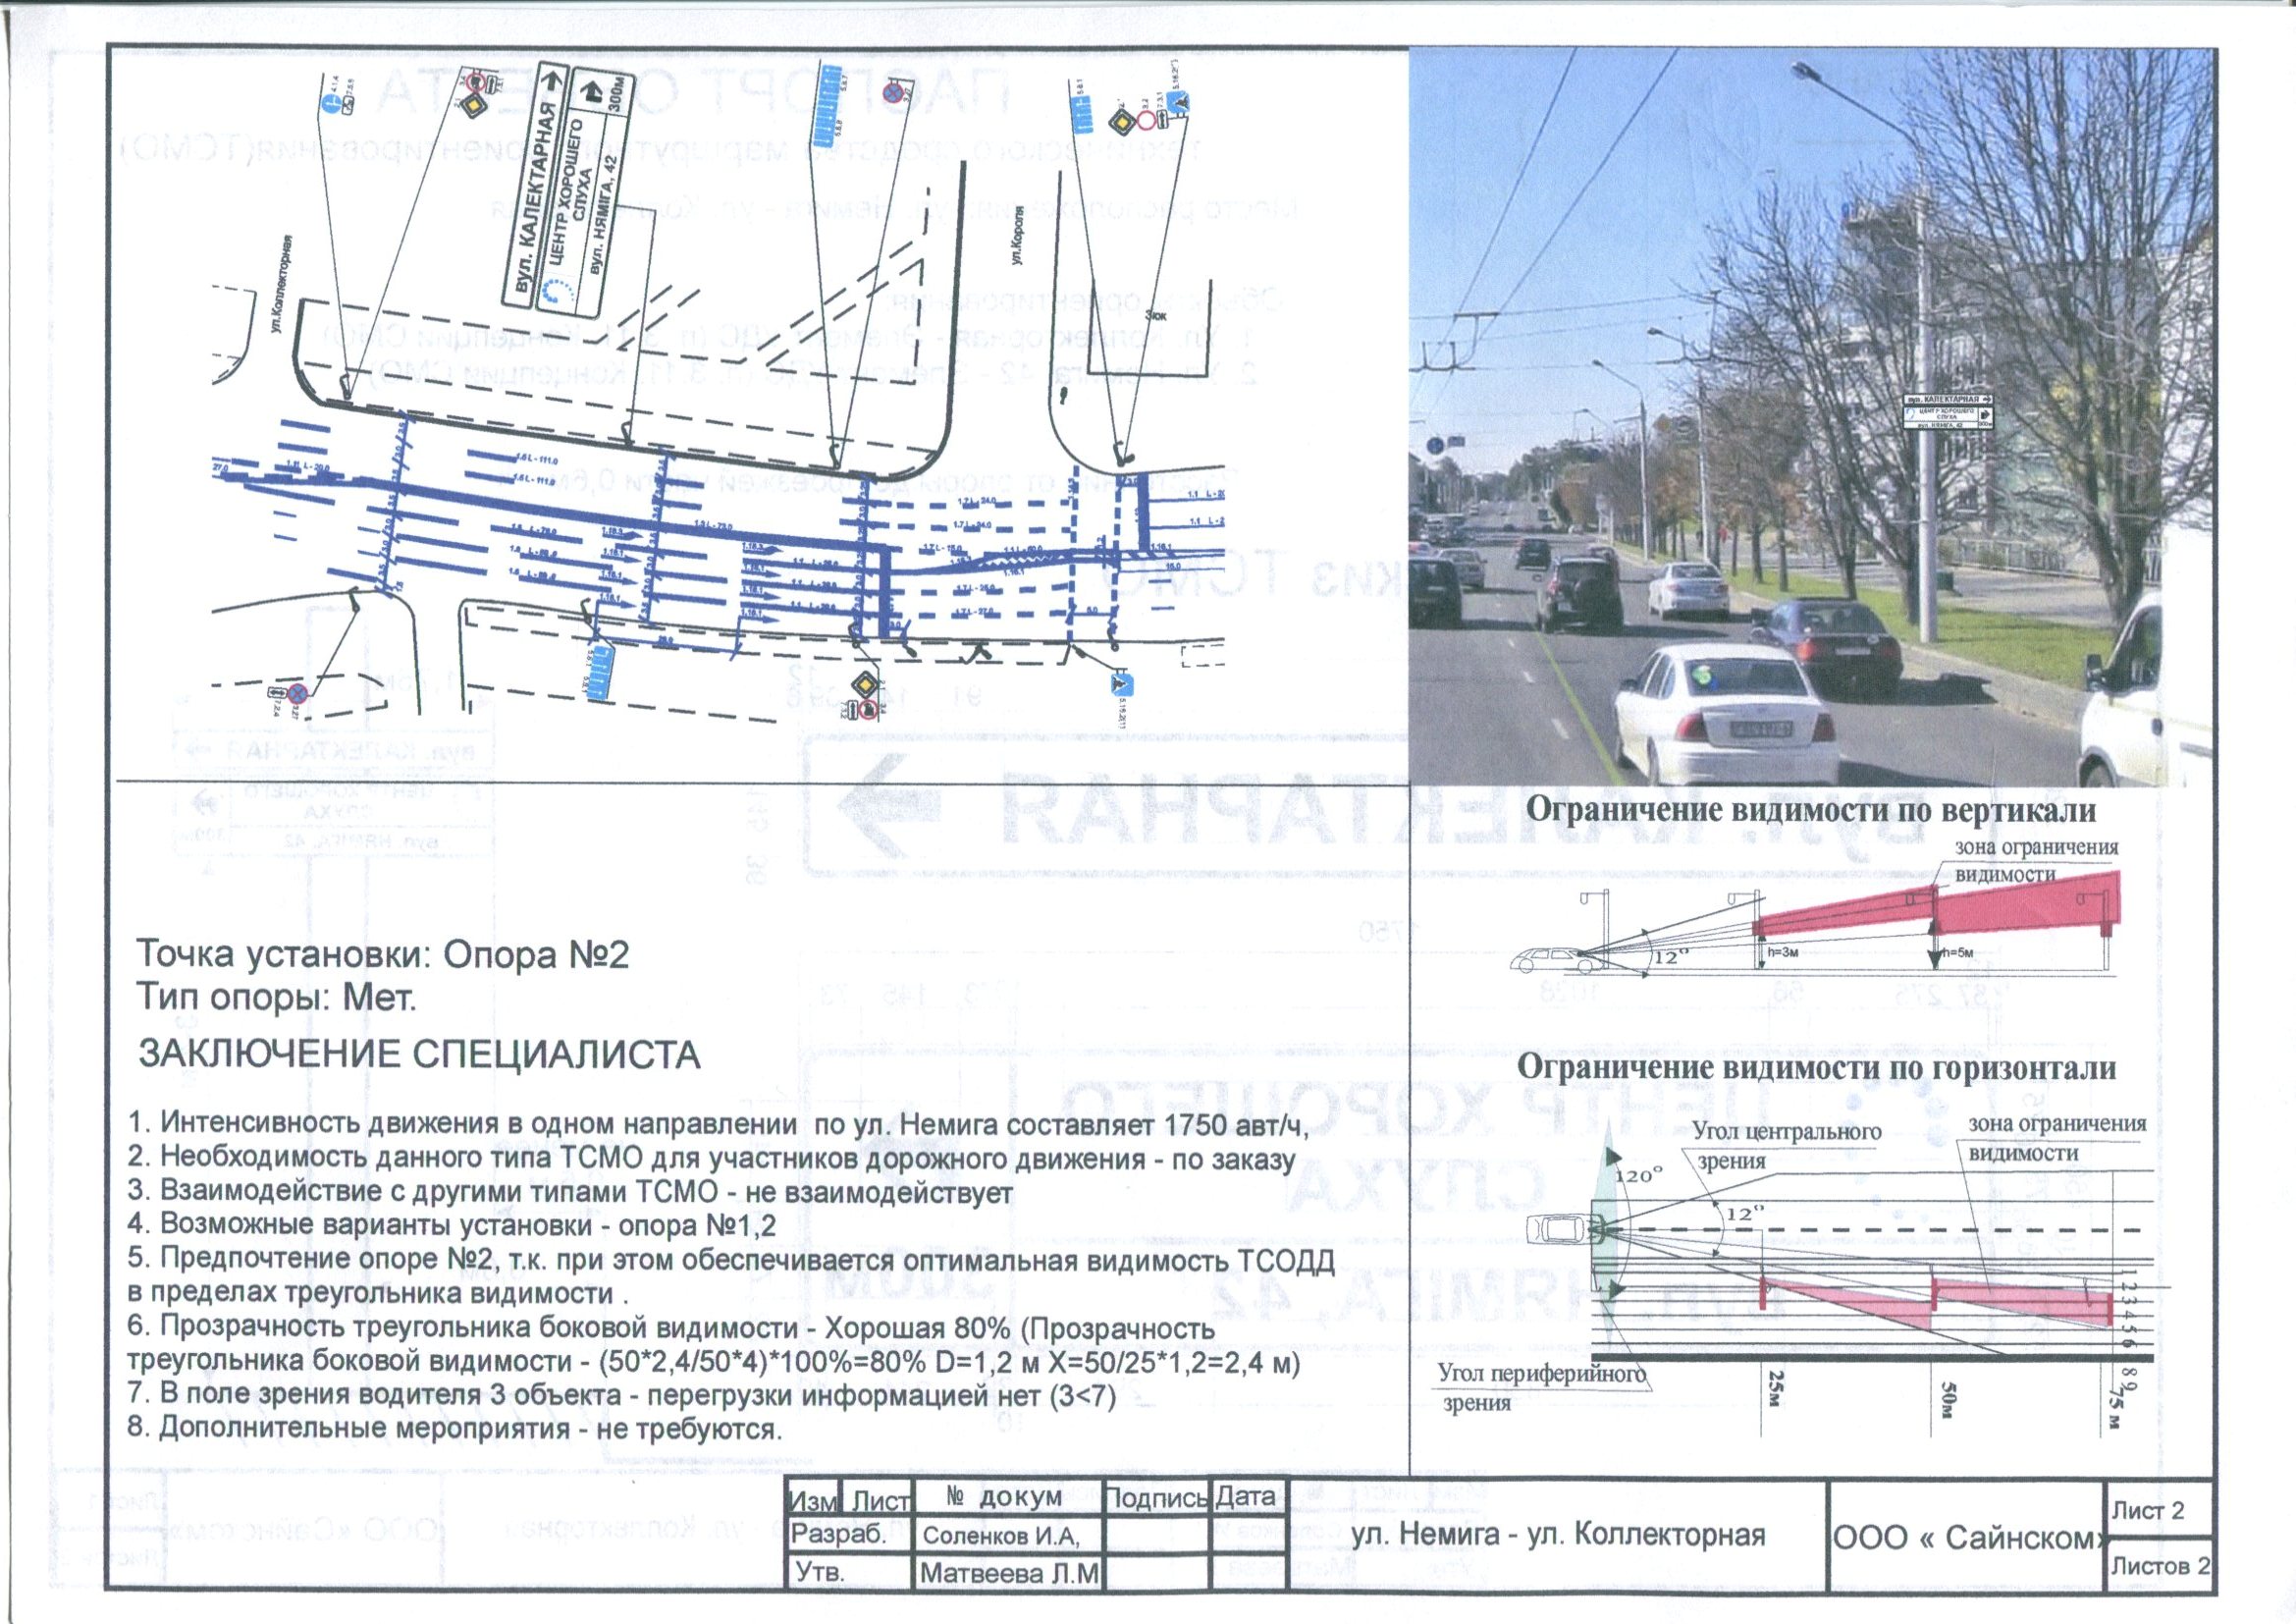 вул. КАЛЕКТАРНАЯ
ЦЕНТР ХОРОШЕГО
СЛУХА
вул. НЯМІГА, 42
300м
ул.Коллекторная
ул.Короля
вул. КАЛЕКТАРНАЯ
ЦЕНТР ХОРОШЕГО
СЛУХА
вул. НЯМІГА, 42
Ограничение видимости по вертикали
зона ограничения
видимости
12°
h=3м
h=5м
Точка установки: Опора №2
Тип опоры: Мет.
ЗАКЛЮЧЕНИЕ СПЕЦИАЛИСТА
1. Интенсивность движения в одном направлении по ул. Немига составляет 1750 авт/ч,
2. Необходимость данного типа ТСМО для участников дорожного движения - по заказу
3. Взаимодействие с другими типами ТСМО - не взаимодействует
4. Возможные варианты установки - опора №1,2
5. Предпочтение опоре №2, т.к. при этом обеспечивается оптимальная видимость ТСОДД
в пределах треугольника видимости .
6. Прозрачность треугольника боковой видимости - Хорошая 80% (Прозрачность
треугольника боковой видимости - (50*2,4/50*4)*100%=80% D=1,2 м X=50/25*1,2=2,4 м)
7. В поле зрения водителя 3 объекта - перегрузки информацией нет (3<7)
8. Дополнительные мероприятия - не требуются.
Ограничение видимости по горизонтали
Угол центрального
зрения
зона ограничения
видимости
120°
12°
1 2 3 4 5 6 8 9
Угол периферийного
зрения
25м
50м
75 м
Изм Лист № докум Подпись Дата
Разраб. Соленков И.А,
Утв. Матвеева Л.М
ул. Немига - ул. Коллекторная
ООО « Сайнском»
Лист 2
Листов 2